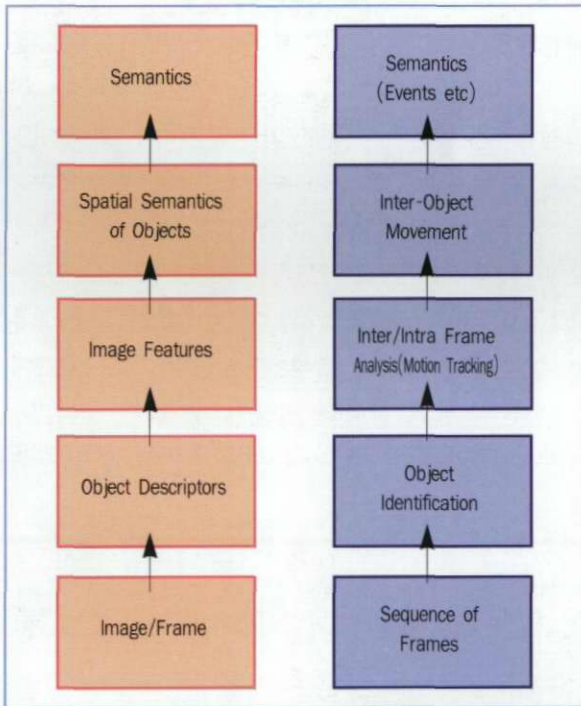 Semantics
Spatial Semantics
of Objects
Image Features
Object Descriptors
Image/Frame
Semantics
(Events etc)
Inter-Object
Movement
Inter/Intra Frame
Analysis(Motion Tracking)
Object
Identification
Sequence of
Frames